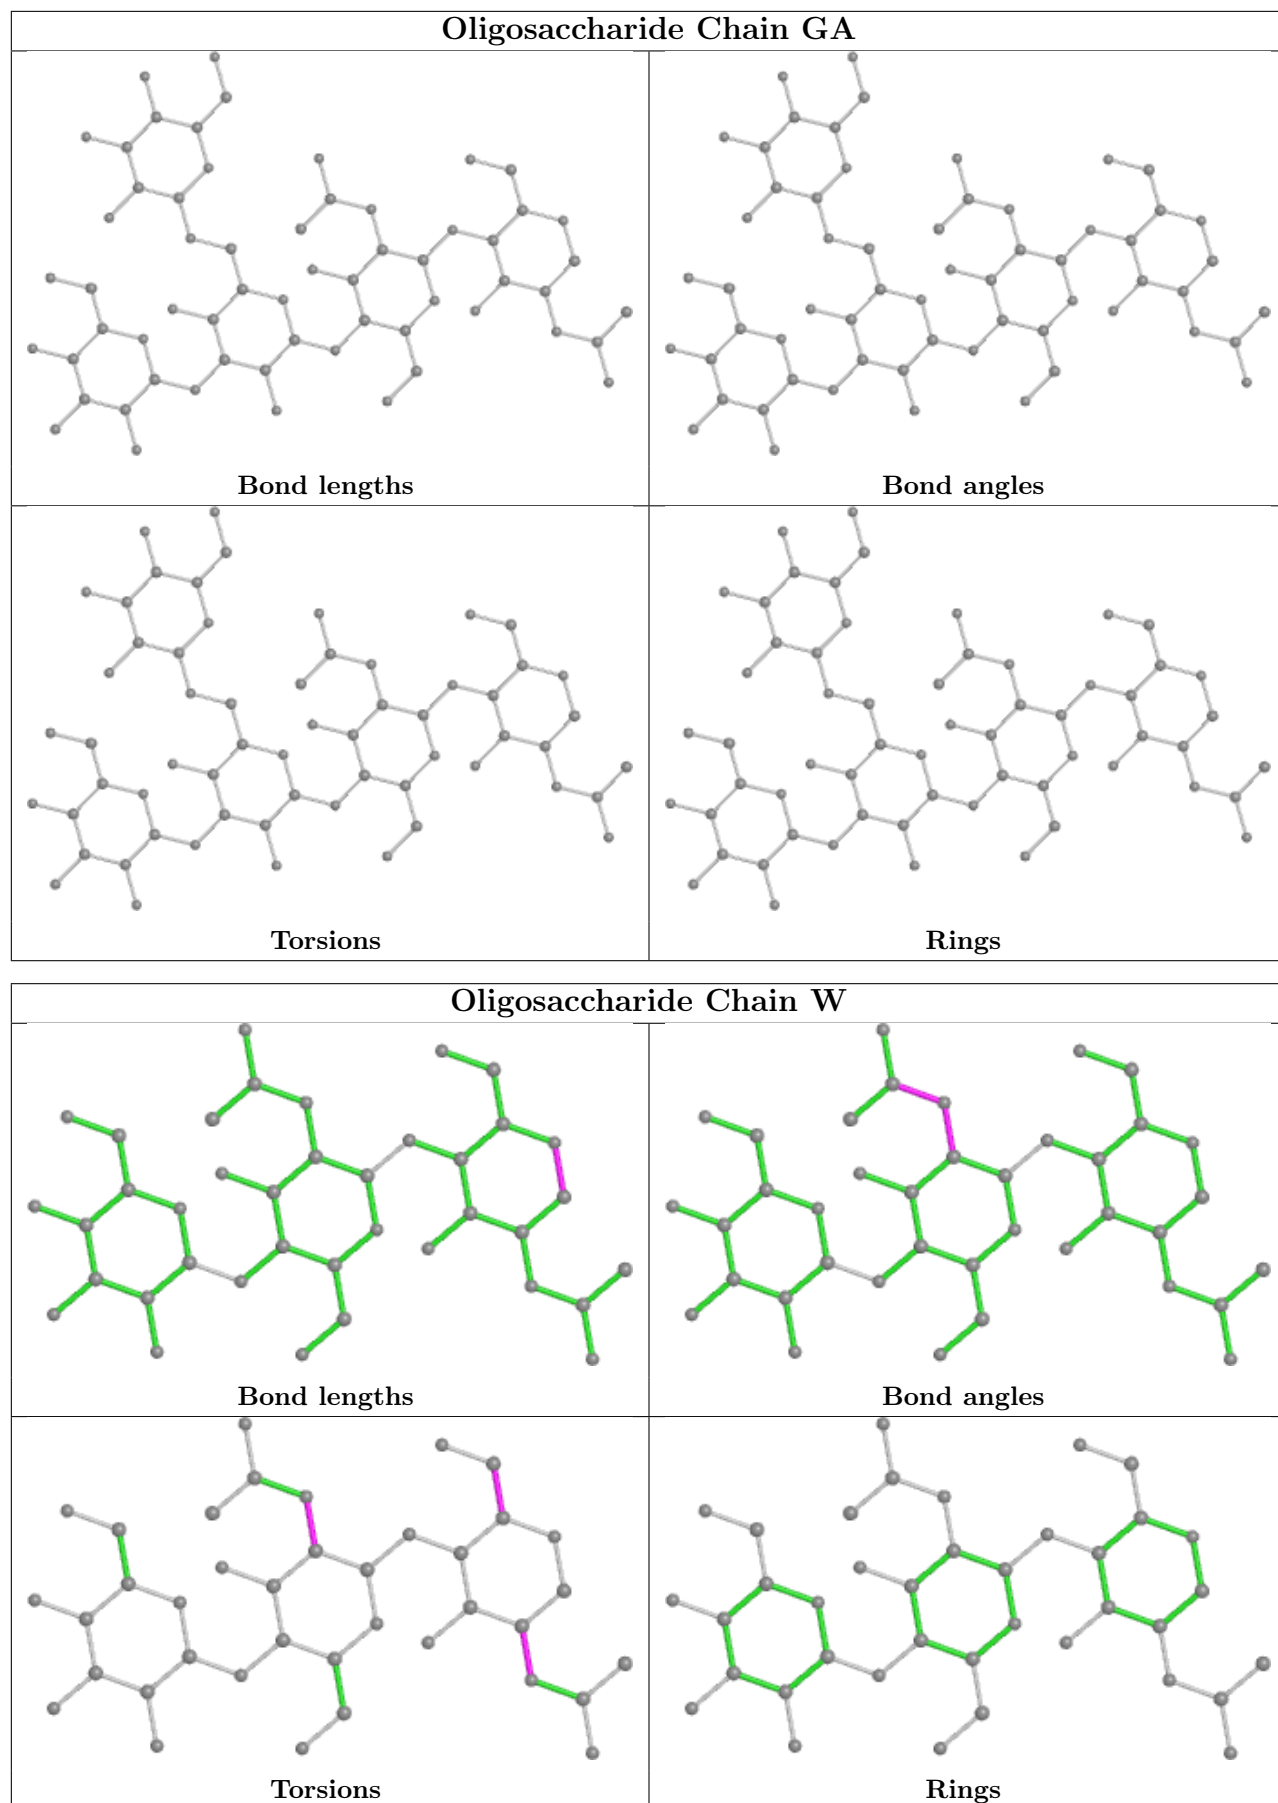 Oligosaccharide Chain GA
Bond lengths
Bond angles
Torsions
Rings
Oligosaccharide Chain W
Bond lengths
Bond angles
Torsions
Rings